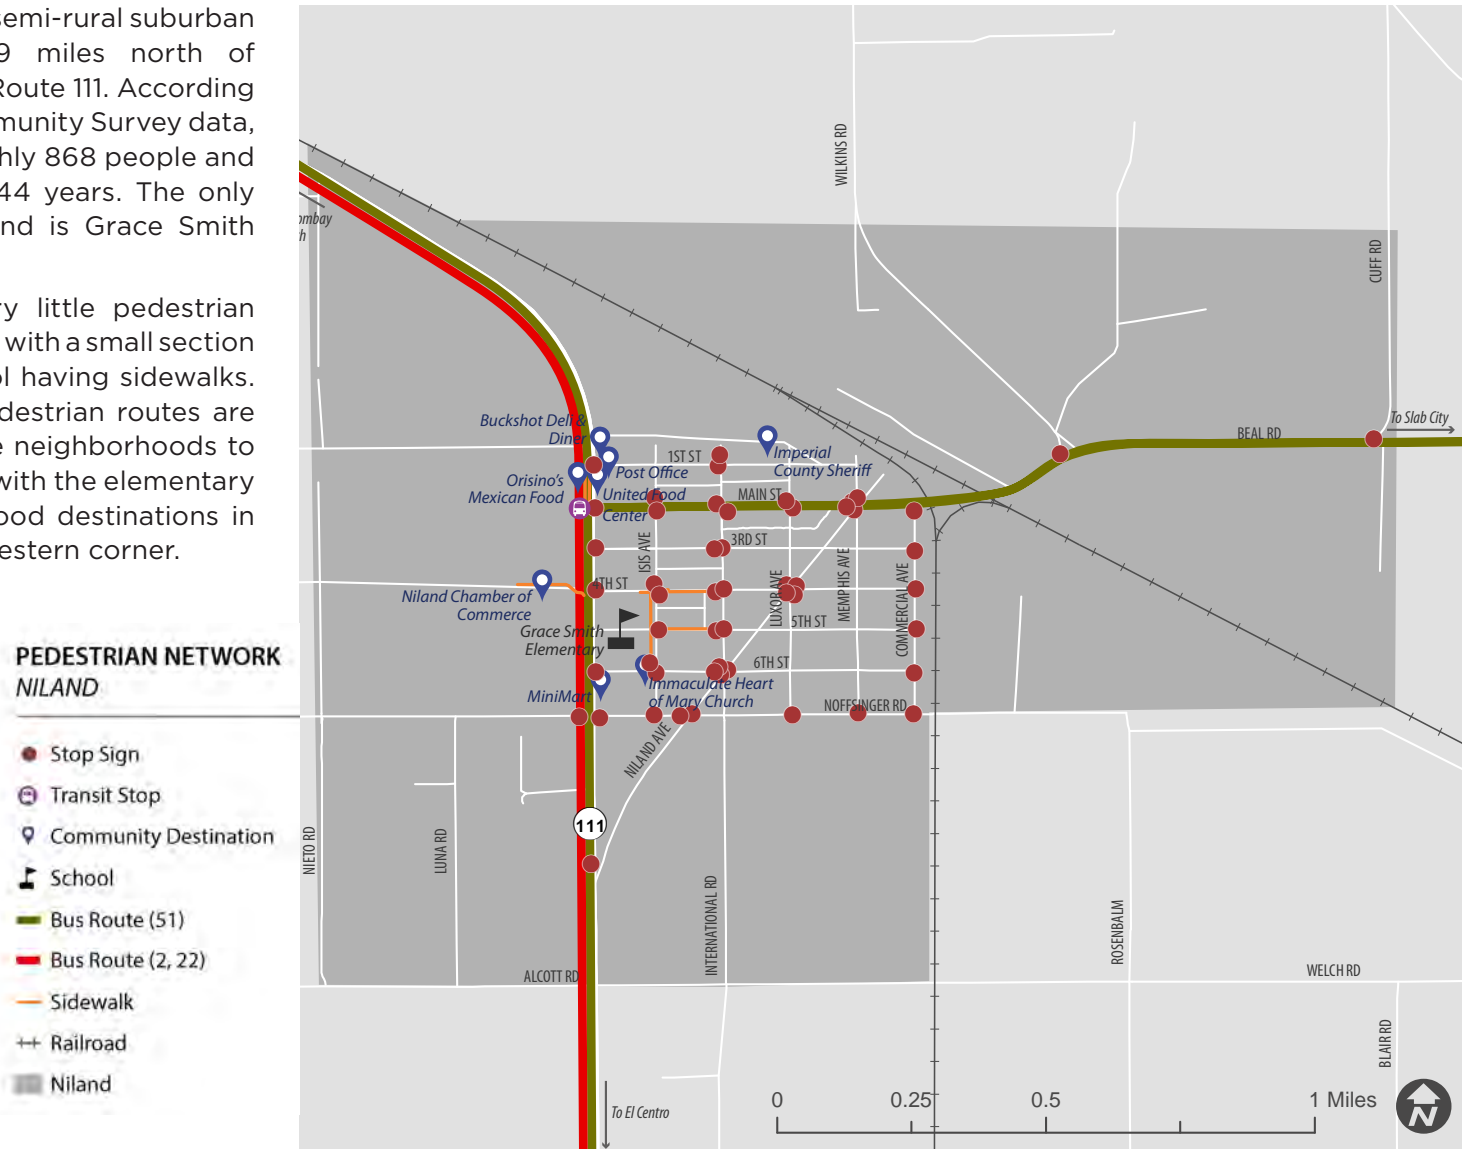 semi-rural suburban
9 miles north of
Route 111. According
munity Survey data,
hly 868 people and
44 years. The only
nd is Grace Smith
ry little pedestrian
with a small section
ol having sidewalks.
destrian routes are
e neighborhoods to
with the elementary
ood destinations in
estern corner.
PEDESTRIAN NETWORK
NILAND
Stop Sign
Transit Stop
Community Destination
School
Bus Route (51)
Bus Route (2, 22)
Sidewalk
Railroad
Niland
ombay
h
WILKINS RD
CUFF RD
To Slab City
BEAL RD
Buckshot Deli &
Diner
1ST ST
Imperial
County Sheriff
Post Office
Orisino's
Mexican Food
United Food
Center
MAIN ST
3RD ST
ISIS AVE
4TH ST
LUXOR AVE
MEMPHIS AVE
COMMERCIAL AVE
Niland Chamber of
Commerce
Grace Smith
Elementary
5TH ST
6TH ST
MiniMart
Immaculate Heart
of Mary Church
NOFFSINGER RD
NILAND AVE
111
NIETO RD
LUNA RD
INTERNATIONAL RD
ROSENBALM
ALCOTT RD
WELCH RD
BLAIR RD
To El Centro
0 0.25 0.5 1 Miles
N